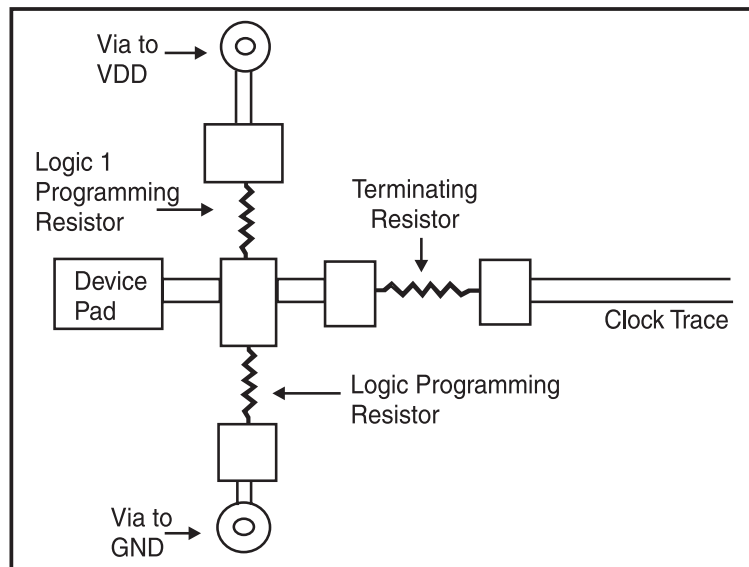 Via to
VDD
Logic 1
Programming
Resistor
Terminating
Resistor
Device
Pad
Clock Trace
Logic Programming
Resistor
Via to
GND